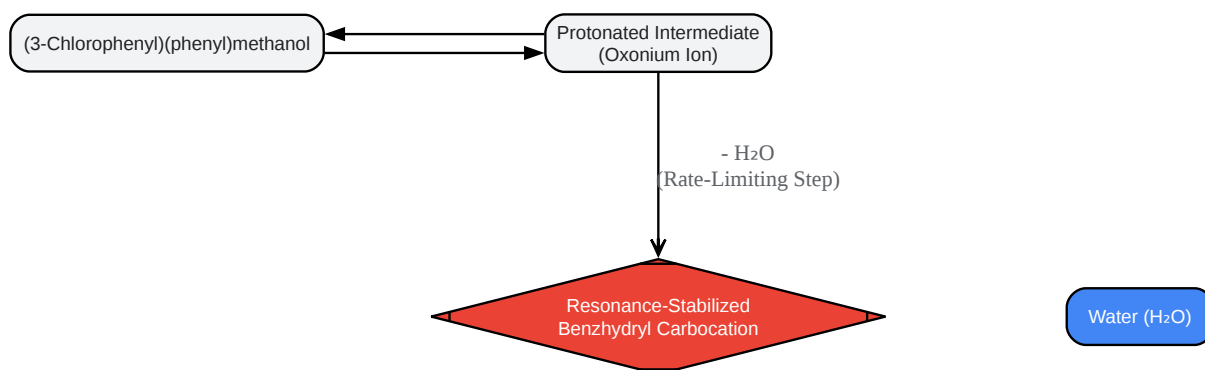 (3-Chlorophenyl)(phenyl)methanol
Protonated Intermediate
(Oxonium Ion)
- H₂O
(Rate-Limiting Step)
Resonance-Stabilized
Benzhydryl Carbocation
Water (H₂O)